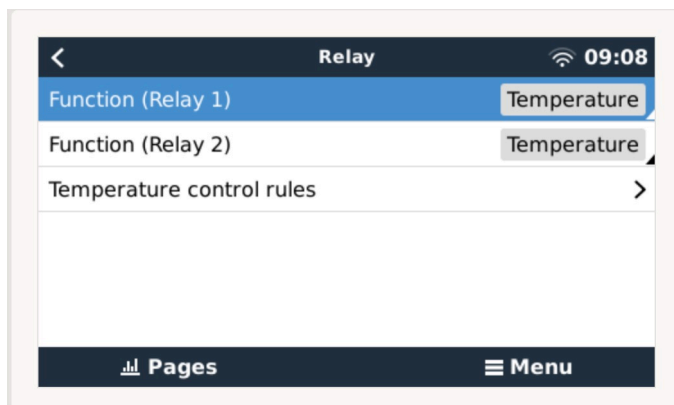 Relay 09:08
Function (Relay 1) Temperature
Function (Relay 2) Temperature
Temperature control rules
Pages Menu